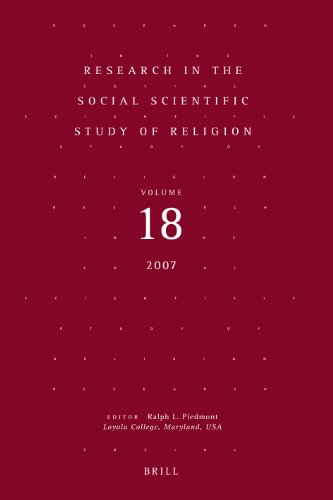 R E S E A R C H
I N T H E
RESEARCH IN THE
S O C I A L
SOCIAL SCIENTIFIC
S C I E N T I F I C
STUDY OF RELIGION
S T U D Y O F
R E L I G I O N
VOLUME
18
2007
S C I E N T I F I C
S T U D Y O F
R E L I G I O N
R E S E A R C H
EDITOR Ralph L. Piedmont
Loyola College, Maryland, USA
S O C I A L
BRILL